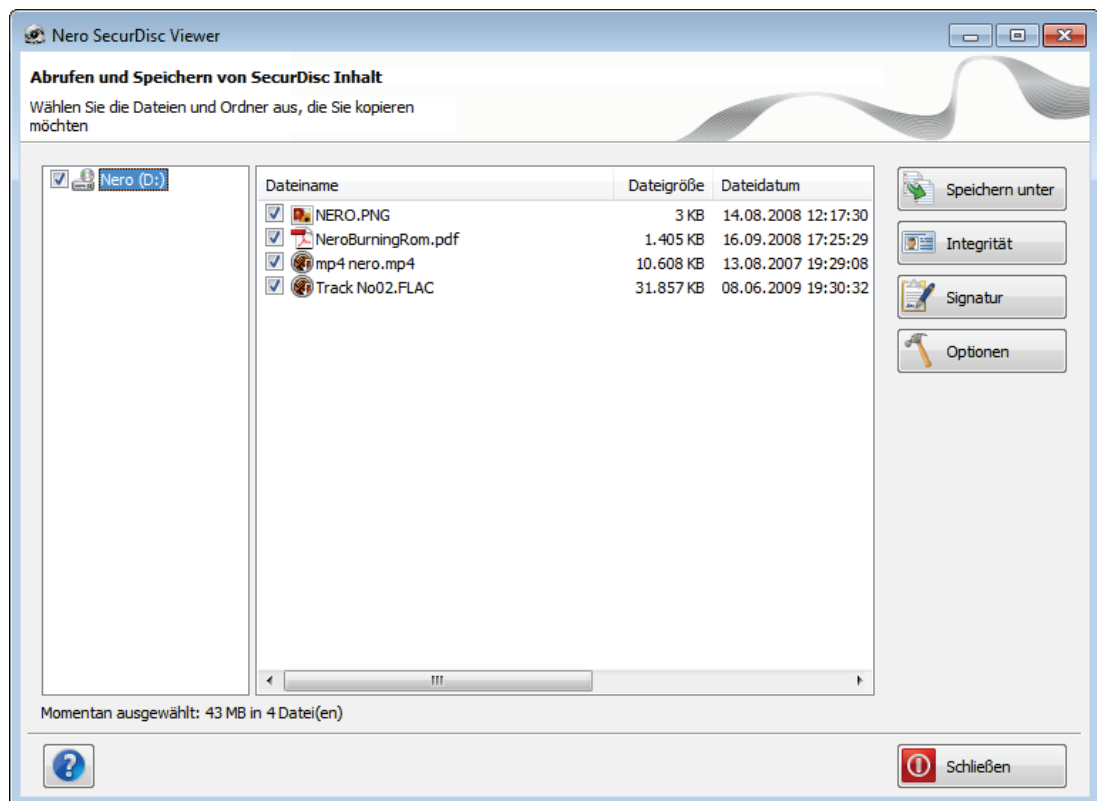 Nero SecurDisc Viewer
Abrufen und Speichern von SecurDisc Inhalt
Wählen Sie die Dateien und Ordner aus, die Sie kopieren
möchten
Nero (D:)
Dateiname Dateigröße Dateidatum
NERO.PNG 3 KB 14.08.2008 12:17:30
NeroBurningRom.pdf 1.405 KB 16.09.2008 17:25:29
mp4 nero.mp4 10.608 KB 13.08.2007 19:29:08
Track No02.FLAC 31.857 KB 08.06.2009 19:30:32
Speichern unter
Integrität
Signatur
Optionen
Momentan ausgewählt: 43 MB in 4 Datei(en)
Schließen